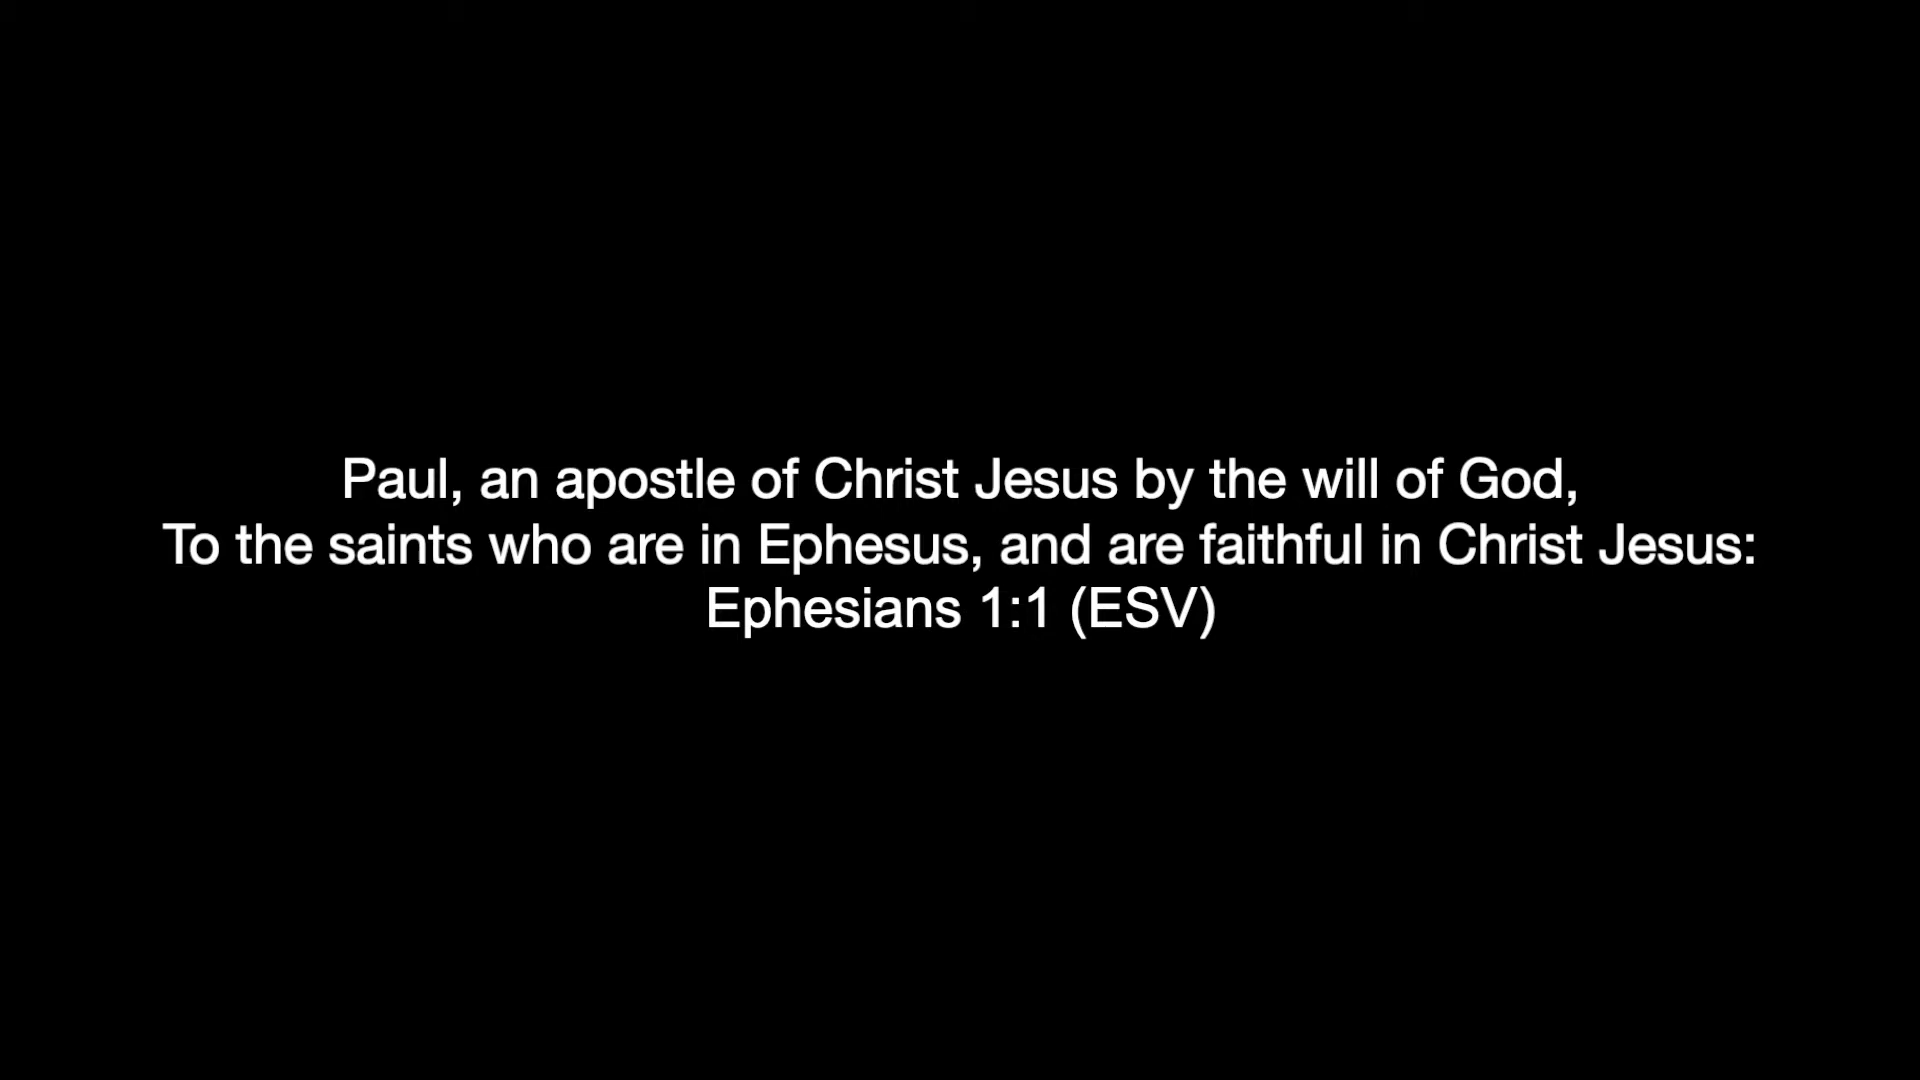 Paul, an apostle of Christ Jesus by the will of God,
To the saints who are in Ephesus, and are faithful in Christ Jesus:
Ephesians 1:1 (ESV)